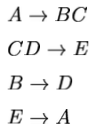 A → BC
CD → E
B → D
E → A